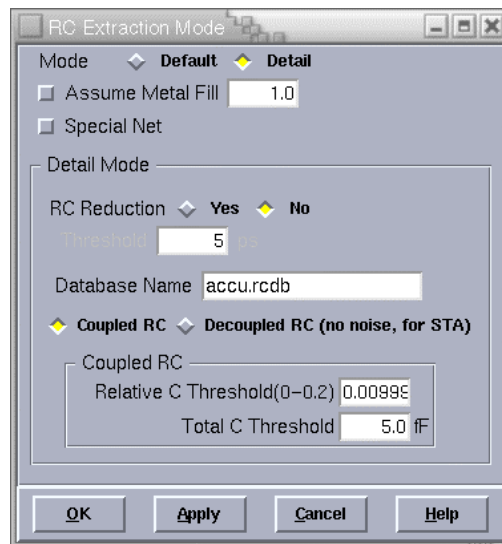 RC Extraction Mode
Mode Default Detail
Assume Metal Fill 1.0
Special Net
Detail Mode
RC Reduction Yes No
Threshold 5 ps
Database Name accu.rcdb
Coupled RC Decoupled RC (no noise, for STA)
Coupled RC
Relative C Threshold(0-0.2) 0.00999
Total C Threshold 5.0 fF
OK Apply Cancel Help